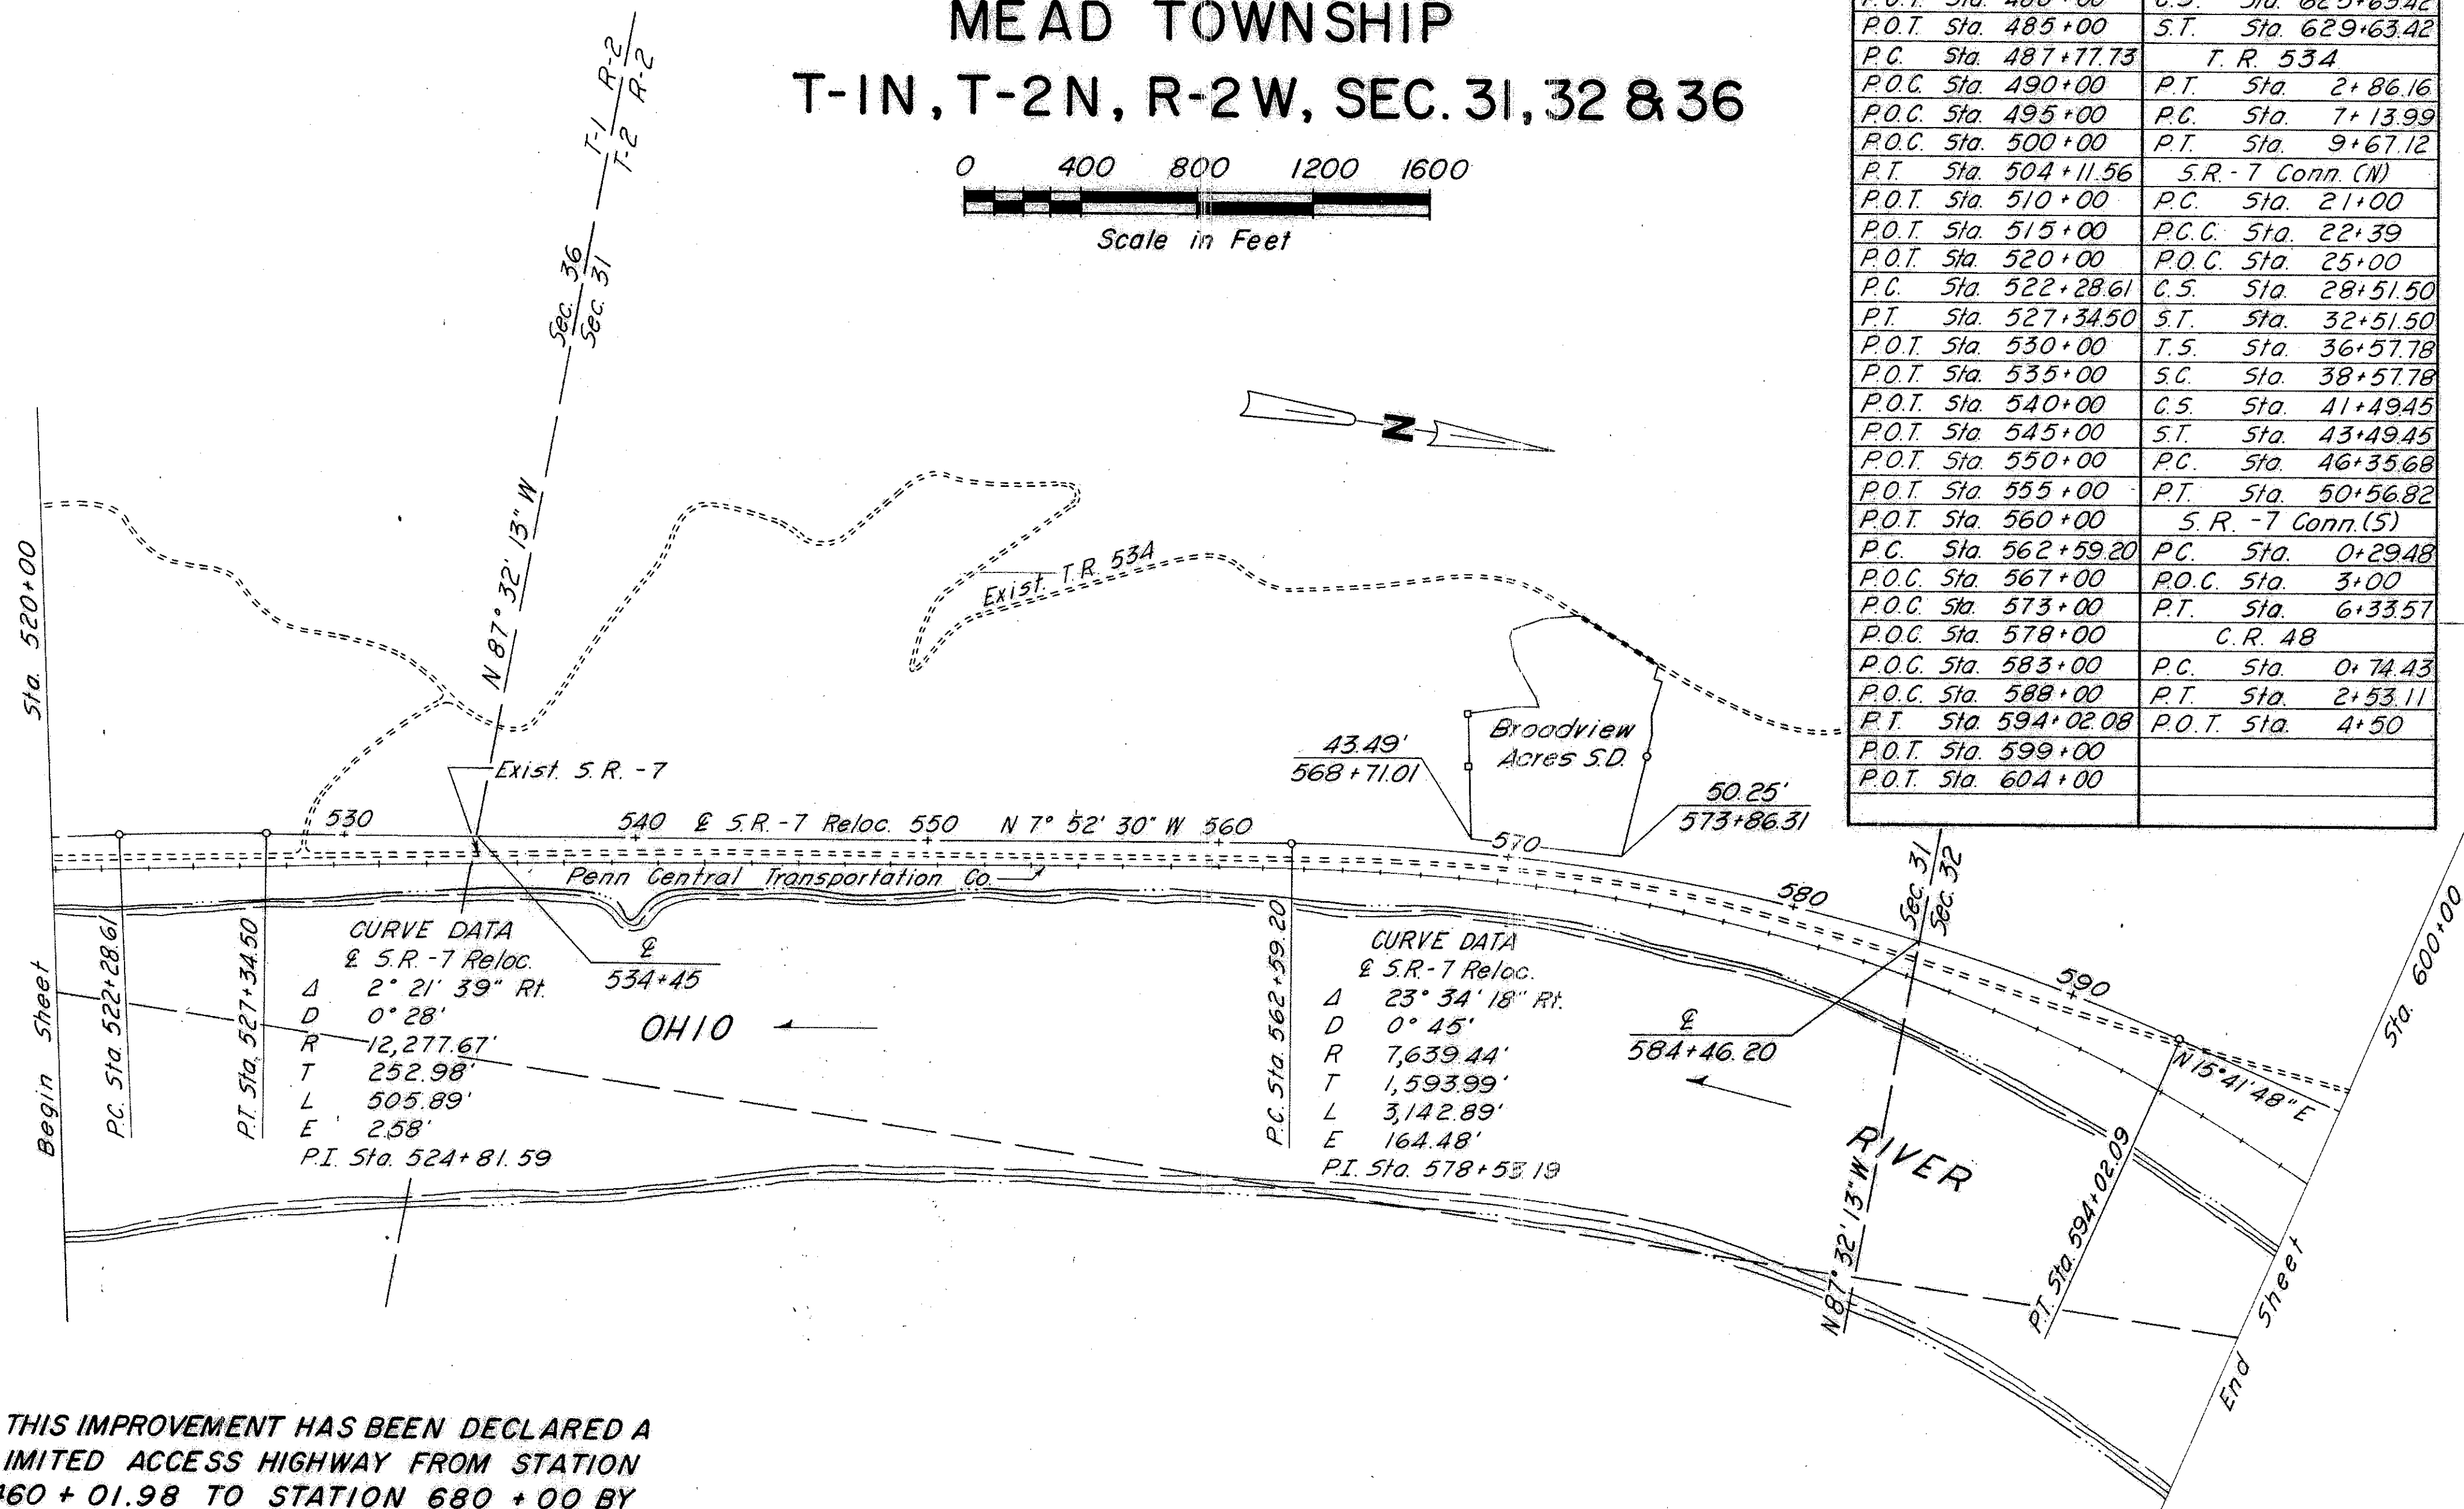 MEAD TOWNSHIP
T-1N, T-2N, R-2W, SEC. 31, 32 & 36
0 400 800 1200 1600
Scale in Feet
T-1 R-2
T-2 R-2
Sec. 36
Sec. 31
N 87° 32' 13" W
N
Sta. 520+00
Begin Sheet
Exist. T.R. 534
Exist. S.R.-7
Broadview
Acres S.D.
43.49'
568+71.01
50.25'
573+86.31
530 540 ℄ S.R.-7 Reloc. 550 N 7° 52' 30" W 560 570 580 590
Penn Central Transportation Co.
P.C. Sta. 522+28.61
P.T. Sta. 527+34.50
CURVE DATA
℄ S.R.-7 Reloc.
Δ 2° 21' 39" Rt.
D 0° 28'
R 12,277.67'
T 252.98'
L 505.89'
E 2.58'
P.I. Sta. 524+81.59
℄
534+45
OHIO
P.C. Sta. 562+59.20
CURVE DATA
℄ S.R.-7 Reloc.
Δ 23° 34' 18" Rt.
D 0° 45'
R 7,639.44'
T 1,593.99'
L 3,142.89'
E 164.48'
P.I. Sta. 578+53.19
℄
584+46.20
Sec. 31
Sec. 32
RIVER
N 87° 32' 13" W
N 15° 41' 48" E
P.T. Sta. 594+02.09
Sta. 600+00
End Sheet
P.O.T. Sta. 485+00 S.T. Sta. 629+63.42
P.C. Sta. 487+77.73 T.R. 534
P.O.C. Sta. 490+00 P.T. Sta. 2+86.16
P.O.C. Sta. 495+00 P.C. Sta. 7+13.99
P.O.C. Sta. 500+00 P.T. Sta. 9+67.12
P.T. Sta. 504+11.56 S.R.-7 Conn. (N)
P.O.T. Sta. 510+00 P.C. Sta. 21+00
P.O.T. Sta. 515+00 P.C.C. Sta. 22+39
P.O.T. Sta. 520+00 P.O.C. Sta. 25+00
P.C. Sta. 522+28.61 C.S. Sta. 28+51.50
P.T. Sta. 527+34.50 S.T. Sta. 32+51.50
P.O.T. Sta. 530+00 T.S. Sta. 36+57.78
P.O.T. Sta. 535+00 S.C. Sta. 38+57.78
P.O.T. Sta. 540+00 C.S. Sta. 41+49.45
P.O.T. Sta. 545+00 S.T. Sta. 43+49.45
P.O.T. Sta. 550+00 P.C. Sta. 46+35.68
P.O.T. Sta. 555+00 P.T. Sta. 50+56.82
P.O.T. Sta. 560+00 S.R.-7 Conn. (S)
P.C. Sta. 562+59.20 P.C. Sta. 0+29.48
P.O.C. Sta. 567+00 P.O.C. Sta. 3+00
P.O.C. Sta. 573+00 P.T. Sta. 6+33.57
P.O.C. Sta. 578+00 C.R. 48
P.O.C. Sta. 583+00 P.C. Sta. 0+74.43
P.O.C. Sta. 588+00 P.T. Sta. 2+53.11
P.T. Sta. 594+02.08 P.O.T. Sta. 4+50
P.O.T. Sta. 599+00
P.O.T. Sta. 604+00
THIS IMPROVEMENT HAS BEEN DECLARED A
IMITED ACCESS HIGHWAY FROM STATION
460 + 01.98 TO STATION 680 + 00 BY